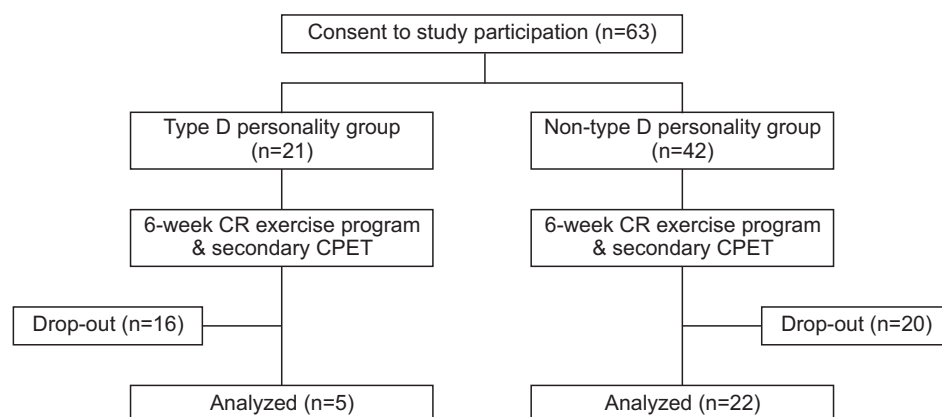 Consent to study participation (n=63)
Type D personality group
(n=21)
Non-type D personality group
(n=42)
6-week CR exercise program
& secondary CPET
6-week CR exercise program
& secondary CPET
Drop-out (n=16)
Drop-out (n=20)
Analyzed (n=5)
Analyzed (n=22)